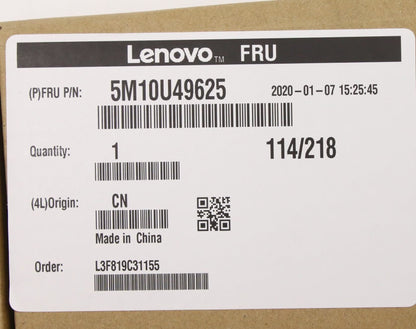 Lenovo™ FRU
(P)FRU P/N: 5M10U49625 2020-01-07 15:25:45
Quantity: 1 114/218
(4L)Origin: CN
Made in China
Order: L3F819C31155